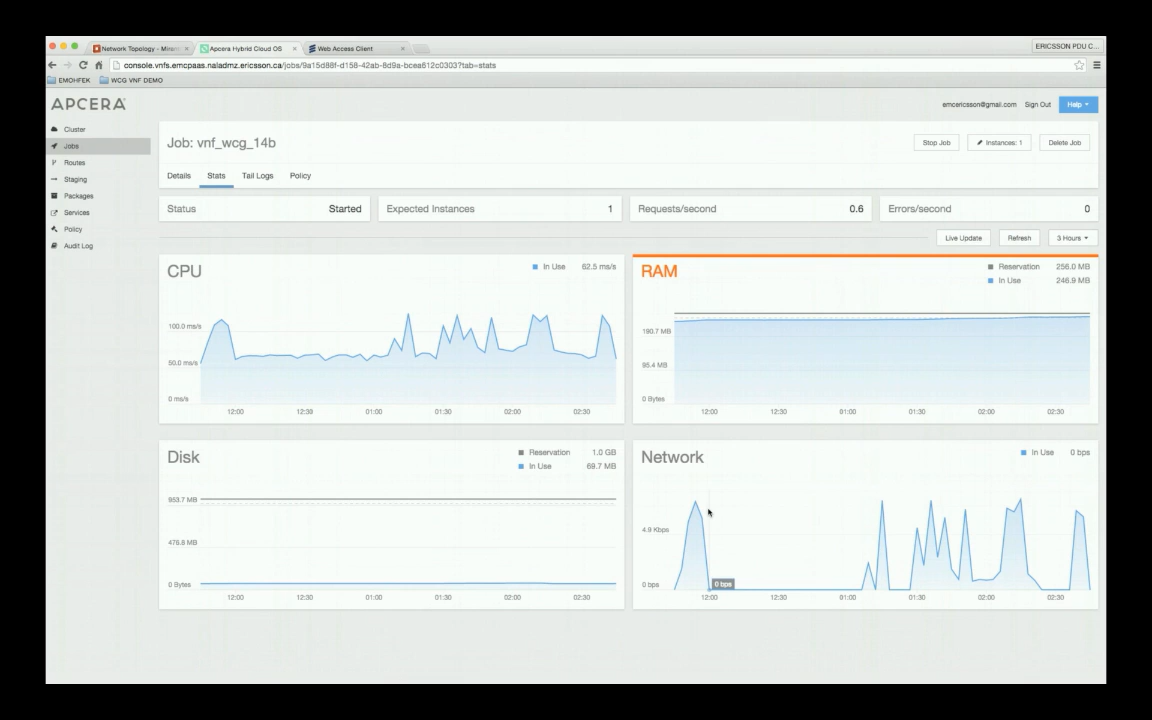 Network Topology - Mirant
Apcera Hybrid Cloud OS
Web Access Client
ERICSSON PDU C...
console.vnfs.emcpaas.naladmz.ericsson.ca/jobs/9a15d88f-d158-42ab-8d9a-bcea612c0303?tab=stats
EMOHFEK
WCG VNF DEMO
APCERA
emcericsson@gmail.com Sign Out Help
Cluster
Jobs
Routes
Staging
Packages
Services
Policy
Audit Log
Job: vnf_wcg_14b
Stop Job Instances: 1 Delete Job
Details Stats Tail Logs Policy
Status Started
Expected Instances 1
Requests/second 0.6
Errors/second 0
Live Update Refresh 3 Hours
CPU
In Use 62.5 ms/s
100.0 ms/s
50.0 ms/s
0 ms/s
12:00 12:30 01:00 01:30 02:00 02:30
RAM
Reservation 256.0 MB
In Use 246.9 MB
190.7 MB
95.4 MB
0 Bytes
12:00 12:30 01:00 01:30 02:00 02:30
Disk
Reservation 1.0 GB
In Use 69.7 MB
953.7 MB
476.8 MB
0 Bytes
12:00 12:30 01:00 01:30 02:00 02:30
Network
In Use 0 bps
4.9 Kbps
0 bps
0 bps
12:00 12:30 01:00 01:30 02:00 02:30